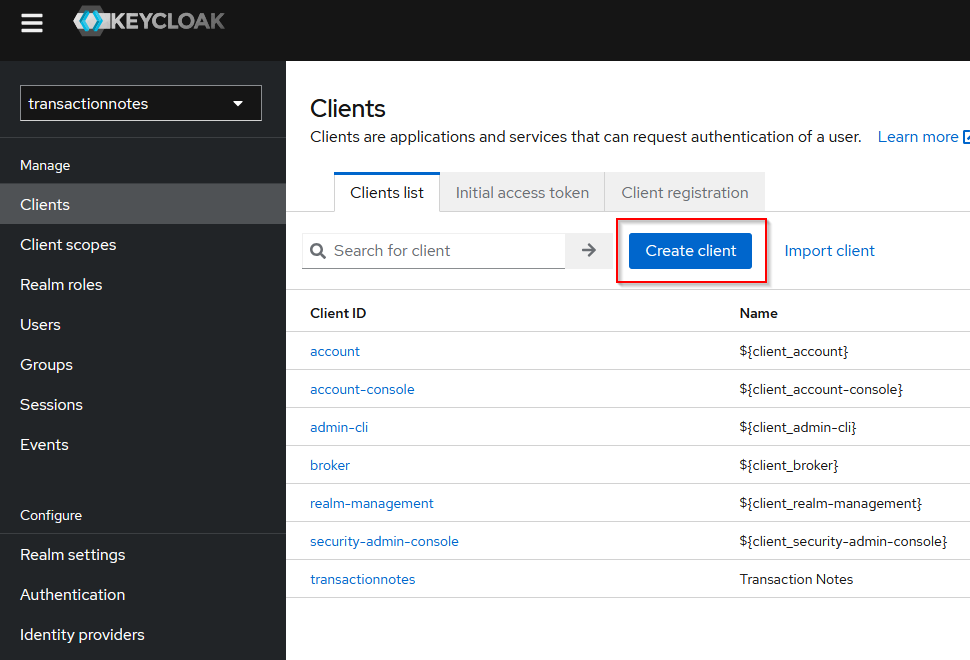 KEYCLOAK
transactionnotes
Manage
Clients
Client scopes
Realm roles
Users
Groups
Sessions
Events
Configure
Realm settings
Authentication
Identity providers
Clients
Clients are applications and services that can request authentication of a user. Learn more
Clients list Initial access token Client registration
Search for client Create client Import client
Client ID Name
account ${client_account}
account-console ${client_account-console}
admin-cli ${client_admin-cli}
broker ${client_broker}
realm-management ${client_realm-management}
security-admin-console ${client_security-admin-console}
transactionnotes Transaction Notes